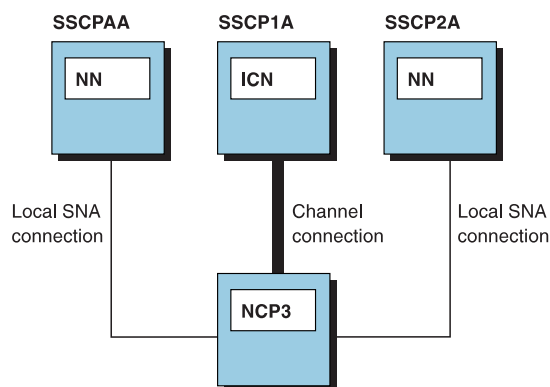 SSCPAA
SSCP1A
SSCP2A
NN
ICN
NN
Local SNA
connection
Channel
connection
Local SNA
connection
NCP3